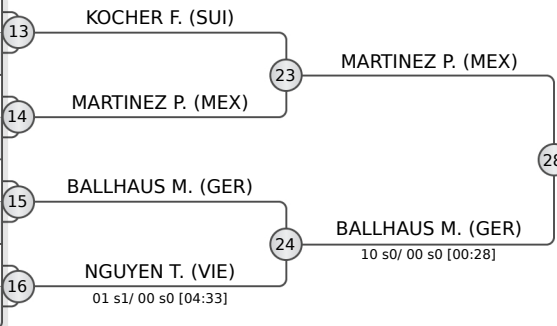 KOCHER F. (SUI)
13
MARTINEZ P. (MEX)
23
MARTINEZ P. (MEX)
14
28
BALLHAUS M. (GER)
15
BALLHAUS M. (GER)
24
10 s0/ 00 s0 [00:28]
NGUYEN T. (VIE)
16
01 s1/ 00 s0 [04:33]